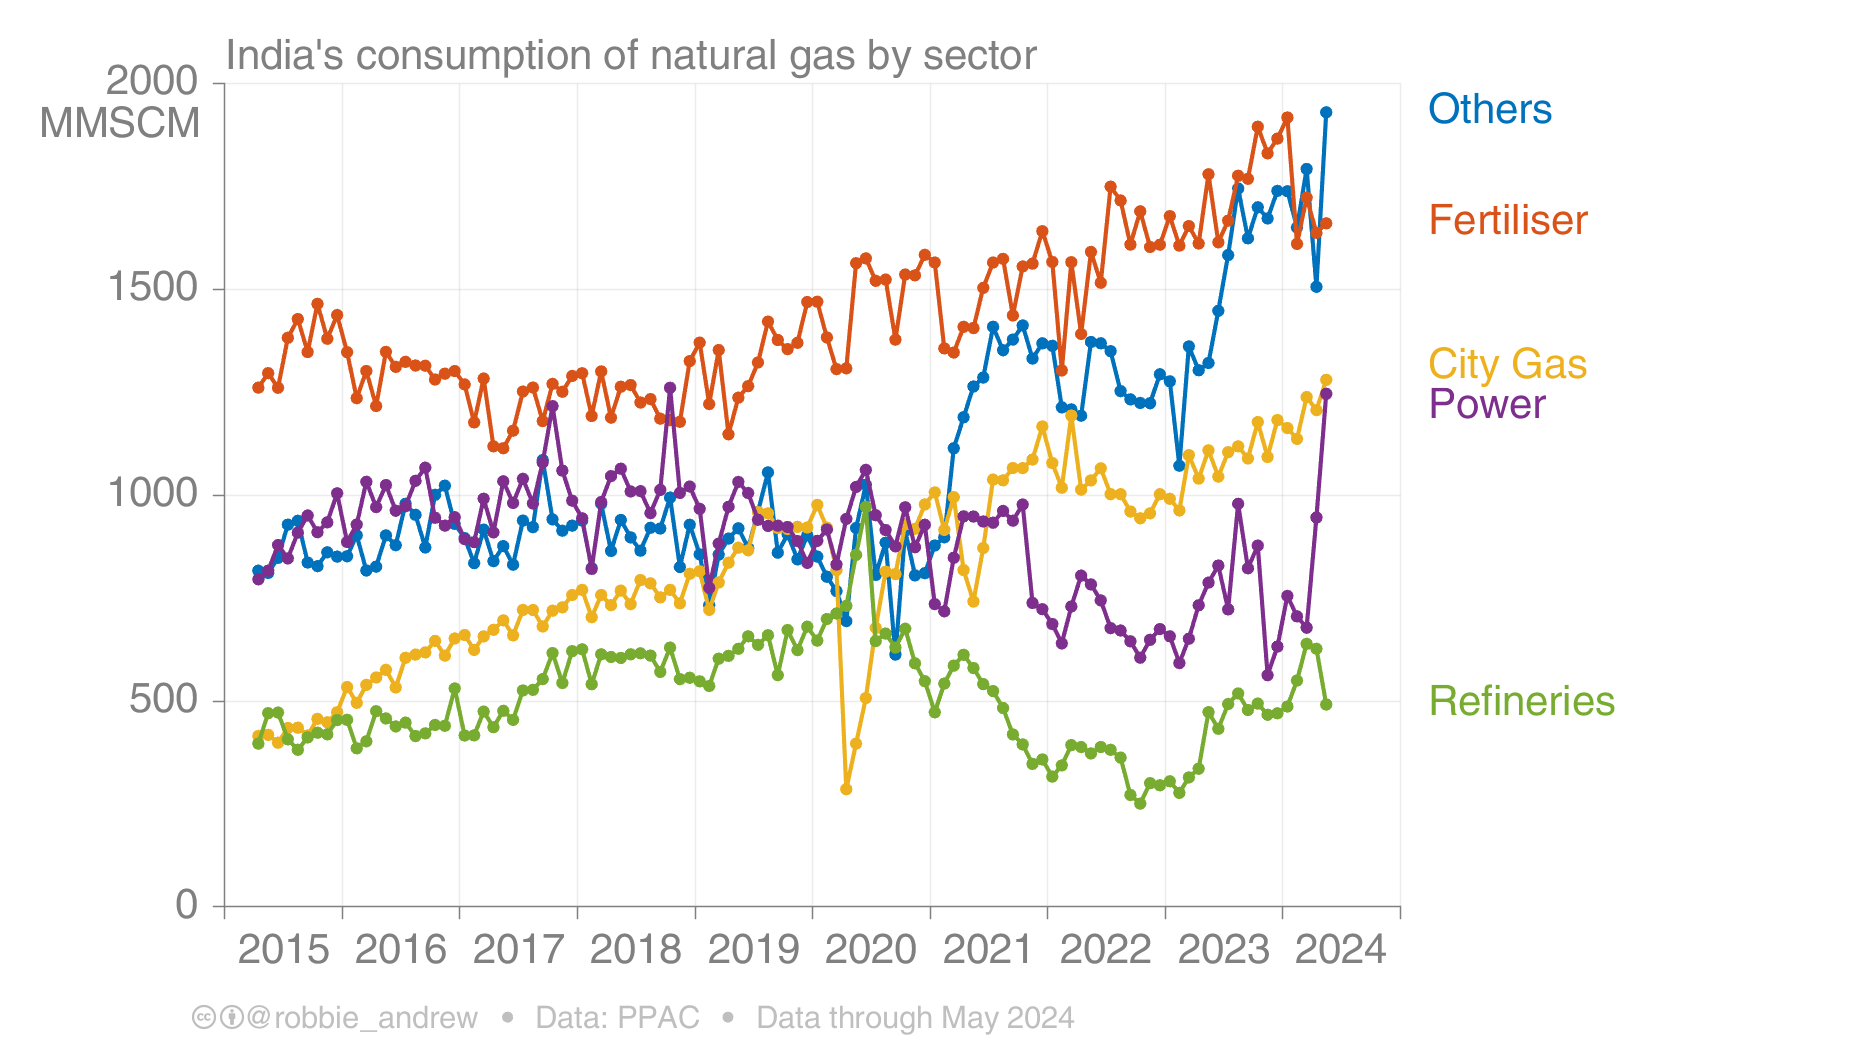 India's consumption of natural gas by sector
2000
MMSCM
1500
1000
500
0
2015 2016 2017 2018 2019 2020 2021 2022 2023 2024
Others
Fertiliser
City Gas
Power
Refineries
@robbie_andrew • Data: PPAC • Data through May 2024